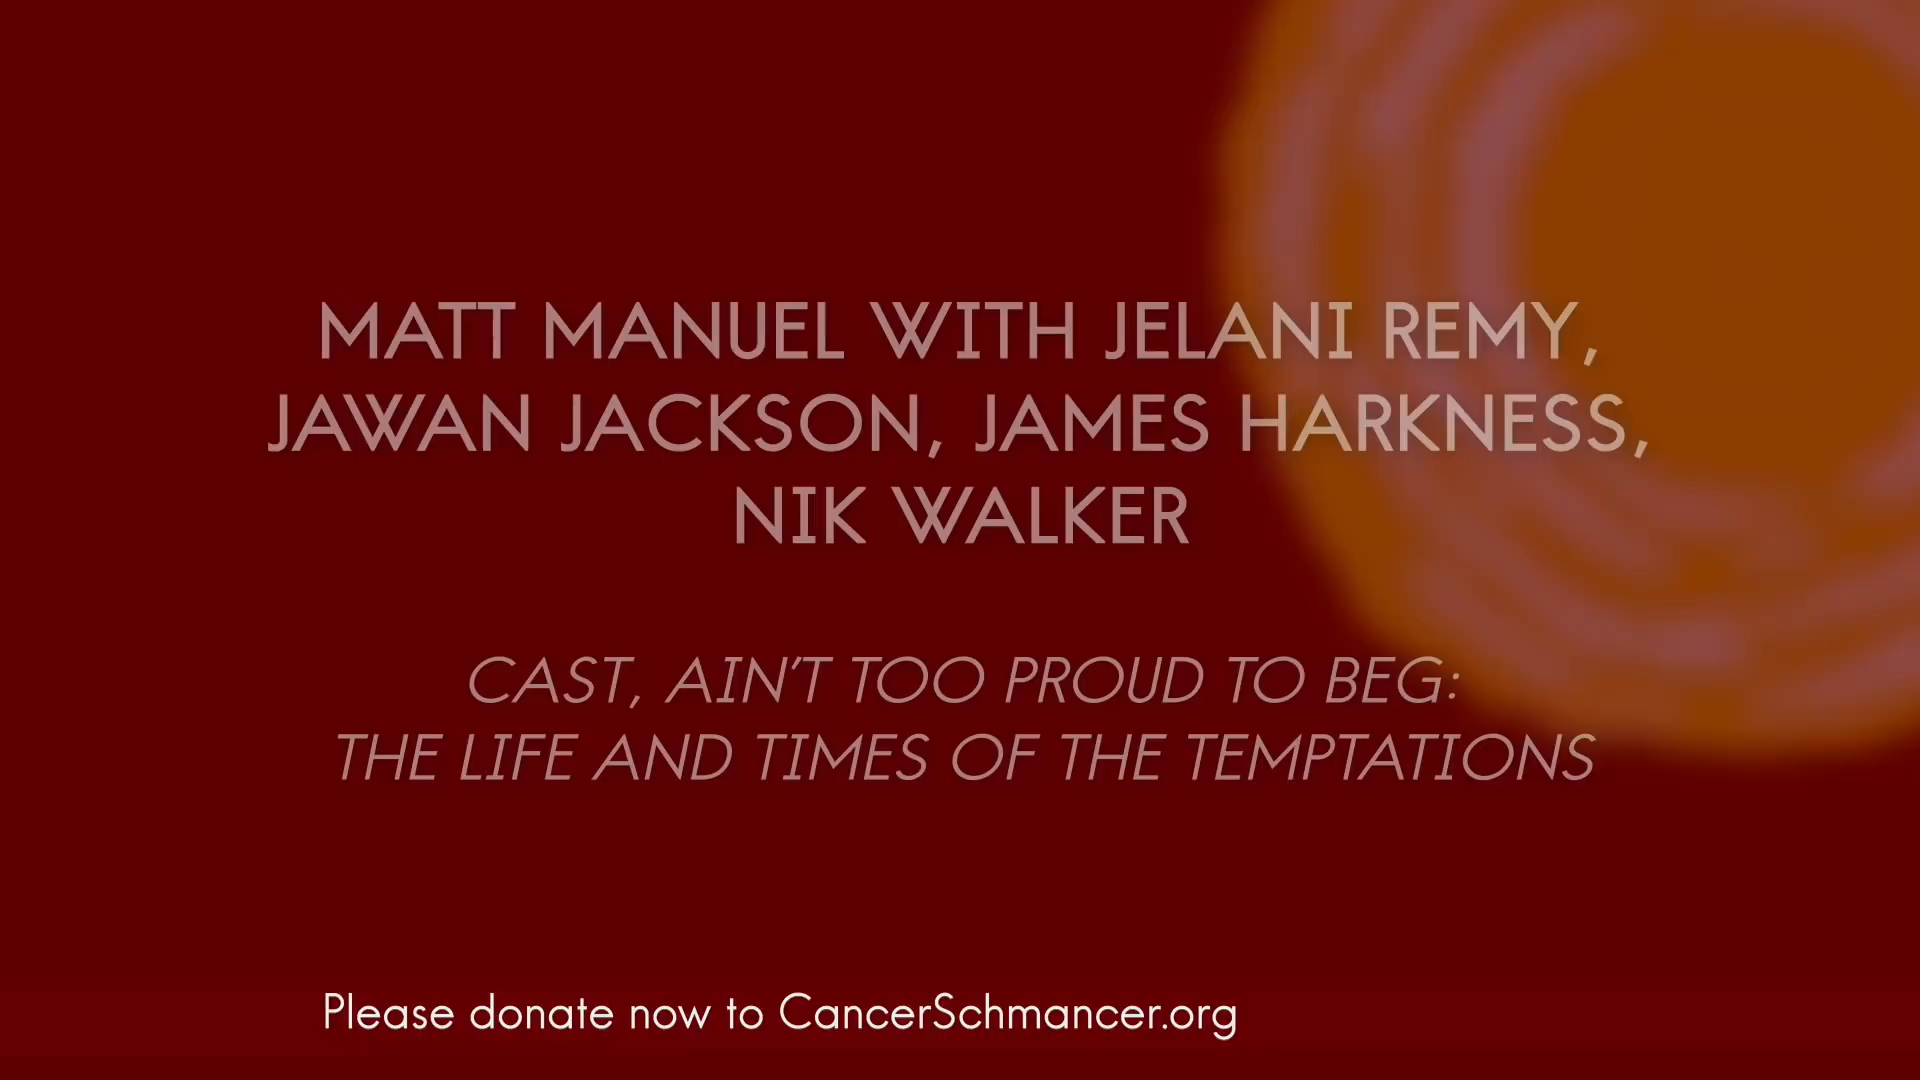 MATT MANUEL WITH JELANI REMY,
JAWAN JACKSON, JAMES HARKNESS,
NIK WALKER
CAST, AIN'T TOO PROUD TO BEG:
THE LIFE AND TIMES OF THE TEMPTATIONS
Please donate now to CancerSchmancer.org